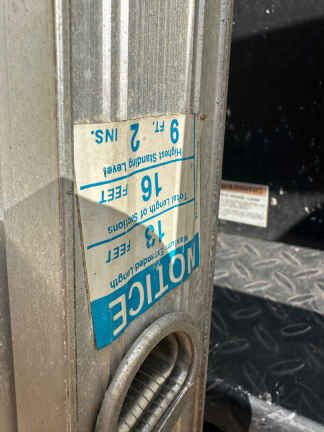 NOTICE
Maximum Extended Length
13 FEET
Total Length of Sections
16 FEET
Highest Standing Level
9 FT. 2 INS.